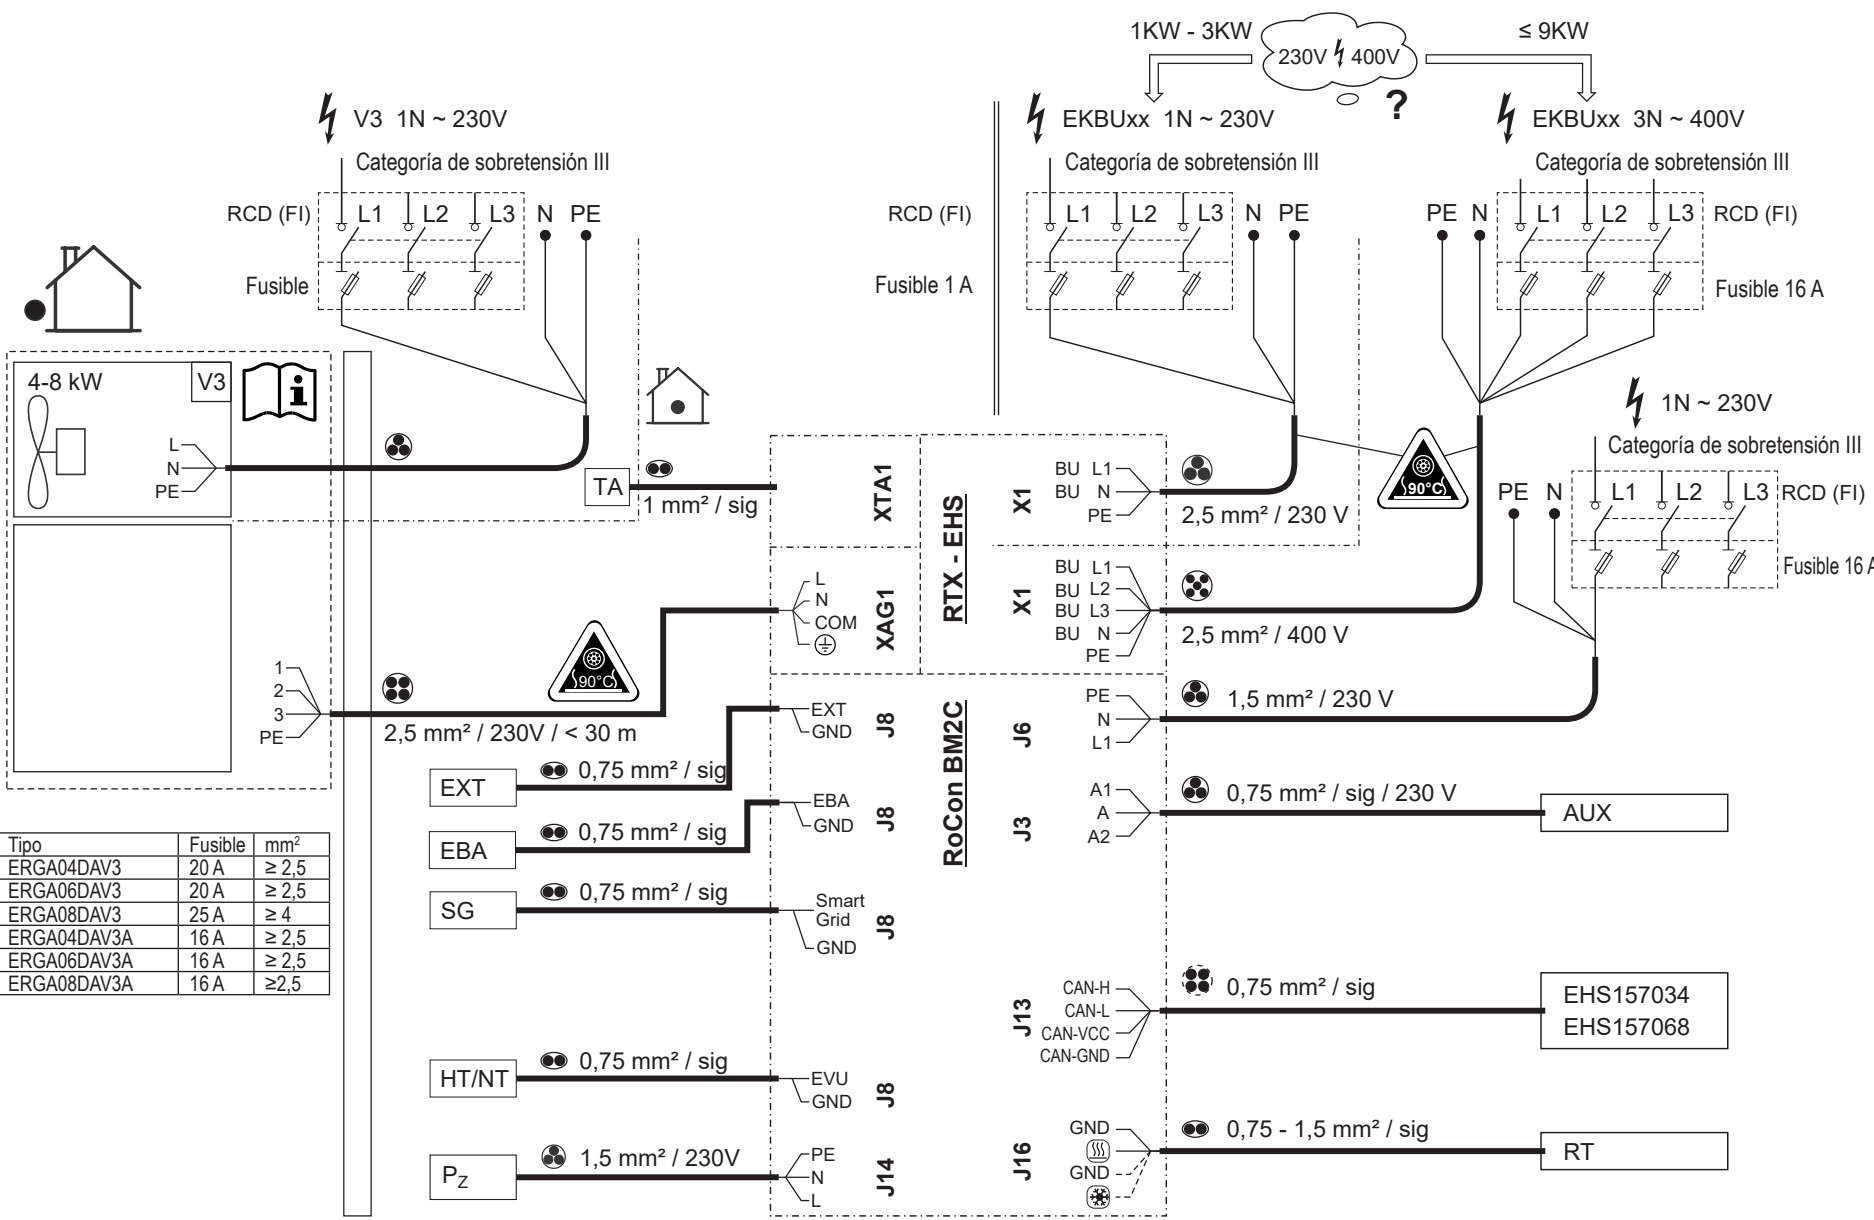 1KW - 3KW
230V 400V
≤ 9KW
?
V3 1N ~ 230V
Categoría de sobretensión III
RCD (FI)
L1 L2 L3 N PE
Fusible
EKBUxx 1N ~ 230V
Categoría de sobretensión III
RCD (FI)
L1 L2 L3 N PE
Fusible 1 A
EKBUxx 3N ~ 400V
Categoría de sobretensión III
PE N L1 L2 L3 RCD (FI)
Fusible 16 A
1N ~ 230V
Categoría de sobretensión III
PE N L1 L2 L3 RCD (FI)
Fusible 16 A
4-8 kW
V3
i
L
N
PE
TA
1 mm² / sig
1
2
3
PE
2,5 mm² / 230V / < 30 m
90°C
90°C
XTA1
XAG1
L
N
COM
RTX - EHS
X1
BU L1
BU N
PE
2,5 mm² / 230 V
X1
BU L1
BU L2
BU L3
BU N
PE
2,5 mm² / 400 V
RoCon BM2C
EXT
0,75 mm² / sig
EXT
GND
J8
EBA
0,75 mm² / sig
EBA
GND
J8
SG
0,75 mm² / sig
Smart
Grid
GND
J8
HT/NT
0,75 mm² / sig
EVU
GND
J8
PZ
1,5 mm² / 230V
PE
N
L
J14
J6
PE
N
L1
1,5 mm² / 230 V
J3
A1
A
A2
0,75 mm² / sig / 230 V
AUX
J13
CAN-H
CAN-L
CAN-VCC
CAN-GND
0,75 mm² / sig
EHS157034
EHS157068
J16
GND
GND
0,75 - 1,5 mm² / sig
RT
Tipo Fusible mm²
ERGA04DAV3 20 A ≥ 2,5
ERGA06DAV3 20 A ≥ 2,5
ERGA08DAV3 25 A ≥ 4
ERGA04DAV3A 16 A ≥ 2,5
ERGA06DAV3A 16 A ≥ 2,5
ERGA08DAV3A 16 A ≥2,5